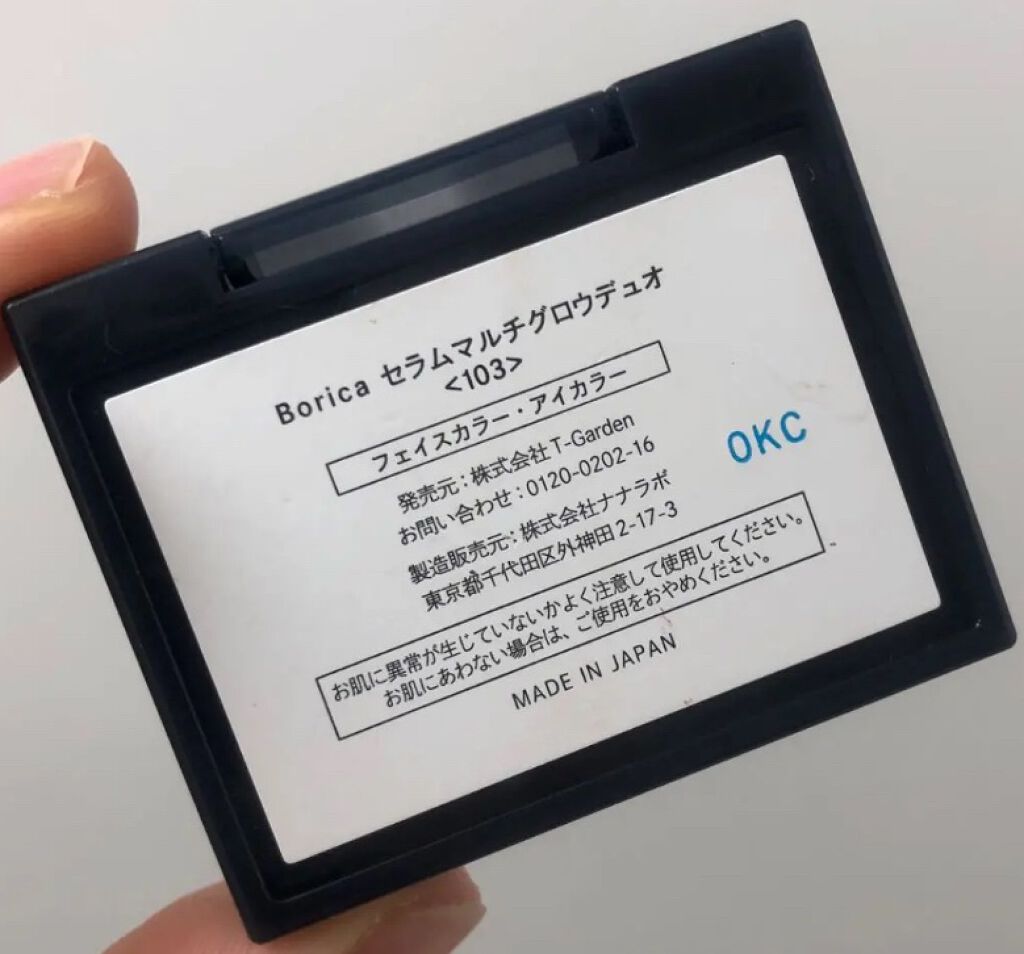 Borica セラムマルチグロウデュオ
<103>
フェイスカラー・アイカラー
発売元：株式会社T-Garden
お問い合わせ：0120-0202-16
製造販売元：株式会社ナナラボ
東京都千代田区外神田2-17-3
OKC
お肌に異常が生じていないかよく注意して使用してください。
お肌にあわない場合は、ご使用をおやめください。
MADE IN JAPAN